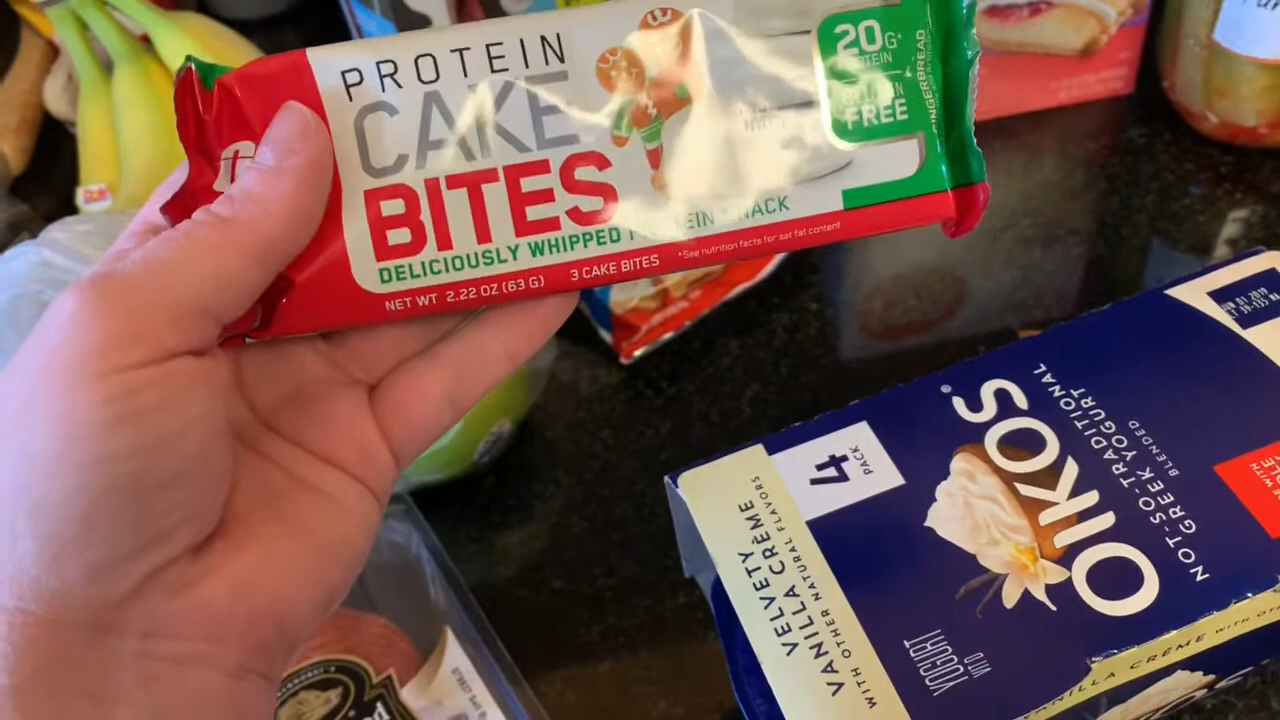 PROTEIN
CAKE
BITES
DELICIOUSLY WHIPPED
NET WT 2.22 OZ (63 G)
3 CAKE BITES
*See nutrition facts for sat fat content
20G
FREE
GINGERBREAD
4
PACK
OIKOS®
NOT-SO-TRADITIONAL
GREEK YOGURT
BLENDED
VELVETY
VANILLA CRÈME
WITH OTHER NATURAL FLAVORS
YOGURT
VANILLA CRÈME